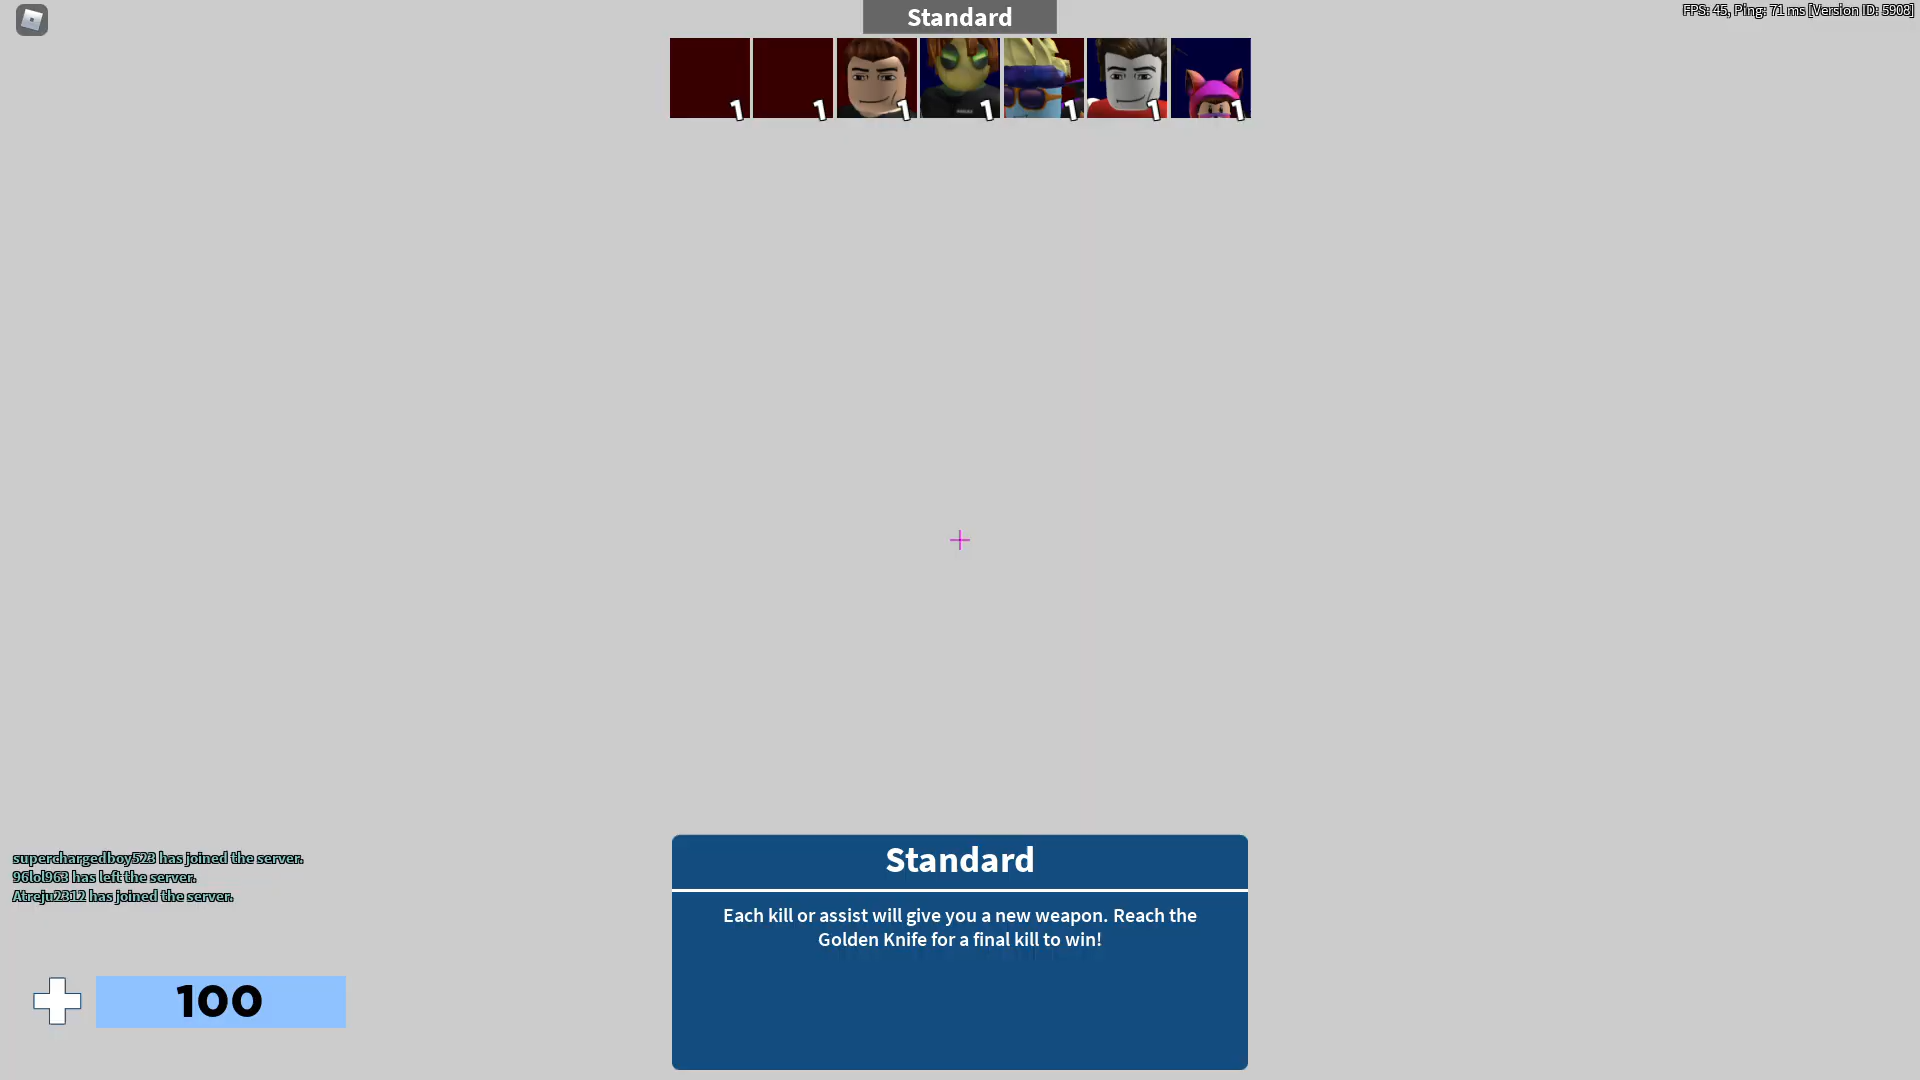 Standard
FPS: 45, Ping: 71 ms [Version ID: 5908]
1 1 1 1 1 1 1
superchargedboy523 has joined the server.
96lol963 has left the server.
Atreju2312 has joined the server.
100
Standard
Each kill or assist will give you a new weapon. Reach the
Golden Knife for a final kill to win!